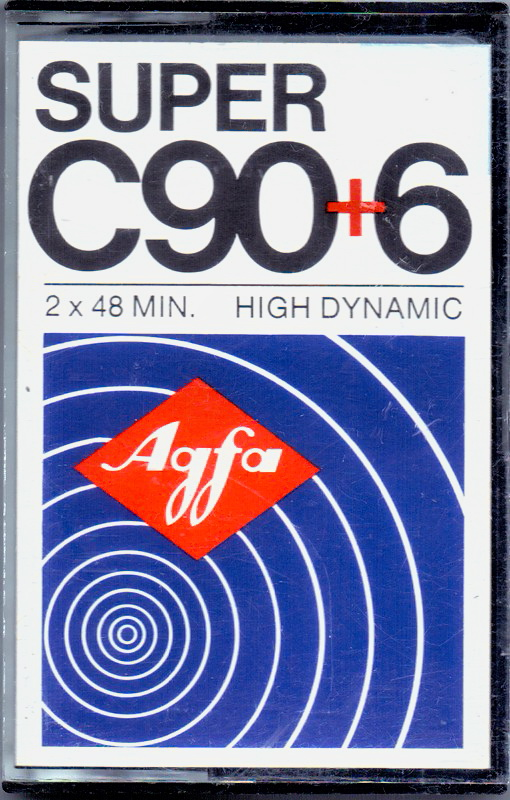 SUPER
C90+6
2 x 48 MIN. HIGH DYNAMIC
Agfa